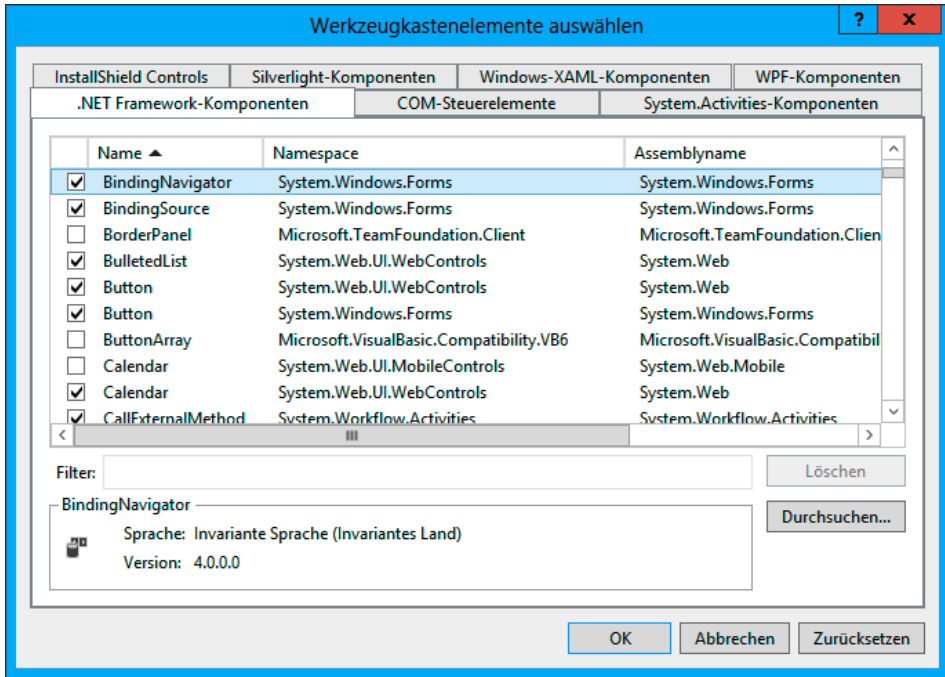 Werkzeugkastenelemente auswählen ? x
InstallShield Controls Silverlight-Komponenten Windows-XAML-Komponenten WPF-Komponenten
.NET Framework-Komponenten COM-Steuerelemente System.Activities-Komponenten
Name Namespace Assemblyname
BindingNavigator System.Windows.Forms System.Windows.Forms
BindingSource System.Windows.Forms System.Windows.Forms
BorderPanel Microsoft.TeamFoundation.Client Microsoft.TeamFoundation.Clien
BulletedList System.Web.UI.WebControls System.Web
Button System.Web.UI.WebControls System.Web
Button System.Windows.Forms System.Windows.Forms
ButtonArray Microsoft.VisualBasic.Compatibility.VB6 Microsoft.VisualBasic.Compatibil
Calendar System.Web.UI.MobileControls System.Web.Mobile
Calendar System.Web.UI.WebControls System.Web
CallExternalMethod System.Workflow.Activities System.Workflow.Activities
Filter: Löschen
BindingNavigator
Durchsuchen...
Sprache: Invariante Sprache (Invariantes Land)
Version: 4.0.0.0
OK Abbrechen Zurücksetzen